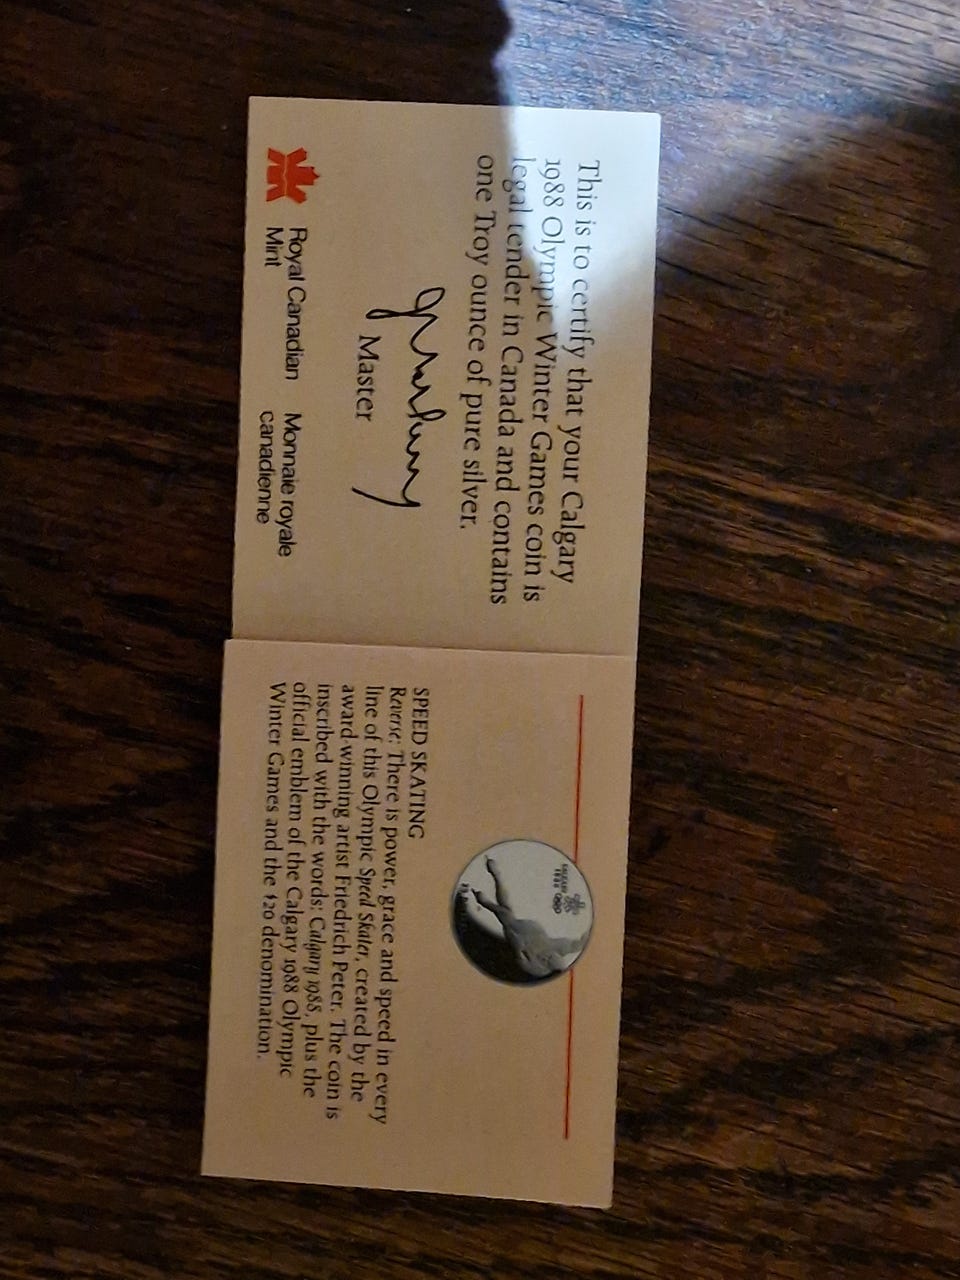 This is to certify that your Calgary
1988 Olympic Winter Games coin is
legal tender in Canada and contains
one Troy ounce of pure silver.
Master
Royal Canadian
Mint
Monnaie royale
canadienne
SPEED SKATING
Reverse: There is power, grace and speed in every
line of this Olympic Speed Skater, created by the
award-winning artist Friedrich Peter. The coin is
inscribed with the words: Calgary 1988, plus the
official emblem of the Calgary 1988 Olympic
Winter Games and the $20 denomination.
CALGARY
1988